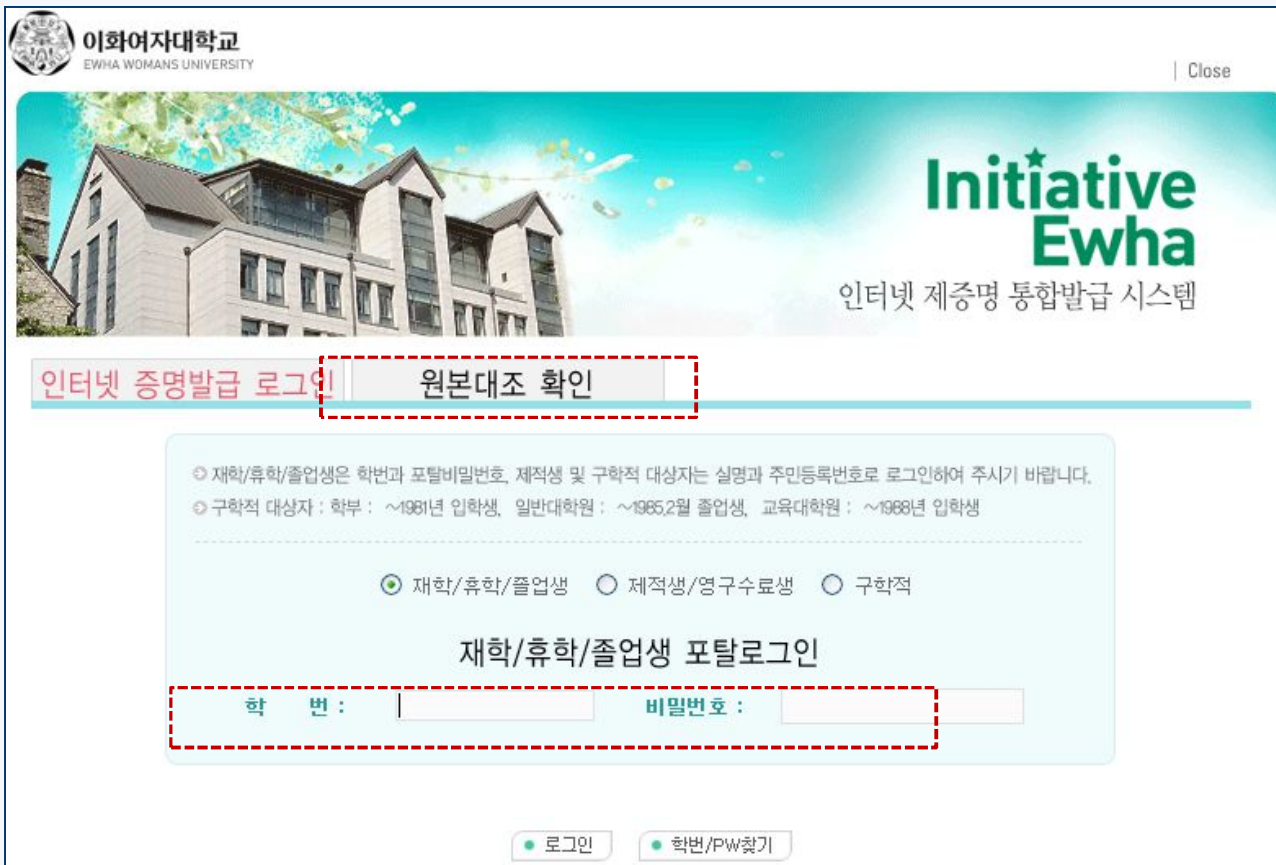 이화여자대학교
EWHA WOMANS UNIVERSITY
| Close
Initiative
Ewha
인터넷 제증명 통합발급 시스템
인터넷 증명발급 로그인 원본대조 확인
재학/휴학/졸업생은 학번과 포탈비밀번호, 제적생 및 구학적 대상자는 실명과 주민등록번호로 로그인하여 주시기 바랍니다.
구학적 대상자 : 학부 : ~1981년 입학생, 일반대학원 : ~1985.2월 졸업생, 교육대학원 : ~1988년 입학생
재학/휴학/졸업생 제적생/영구수료생 구학적
재학/휴학/졸업생 포탈로그인
학 번 : 비밀번호 :
로그인 학번/PW찾기